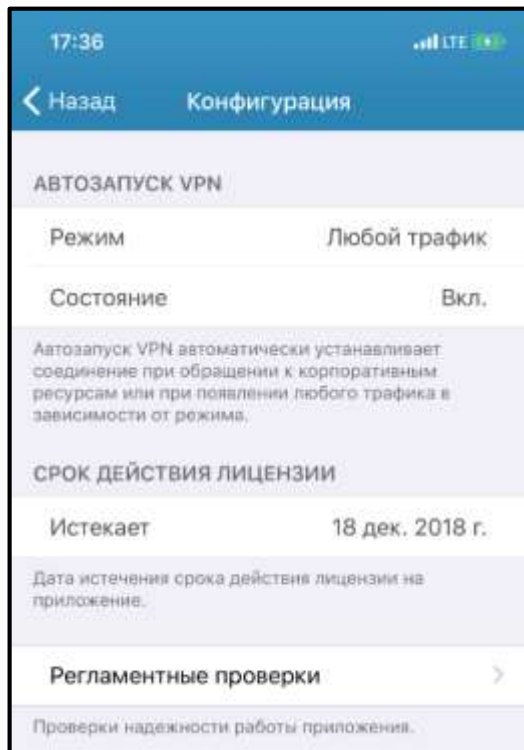 17:36 LTE
Назад Конфигурация
АВТОЗАПУСК VPN
Режим Любой трафик
Состояние Вкл.
Автозапуск VPN автоматически устанавливает
соединение при обращении к корпоративным
ресурсам или при появлении любого трафика в
зависимости от режима.
СРОК ДЕЙСТВИЯ ЛИЦЕНЗИИ
Истекает 18 дек. 2018 г.
Дата истечения срока действия лицензии на
приложение.
Регламентные проверки
Проверки надежности работы приложения.